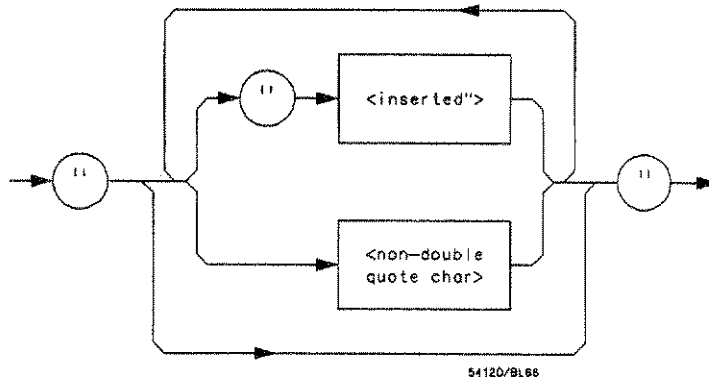 "
<inserted">
"
"
<non-double
quote char>
54120/BL66